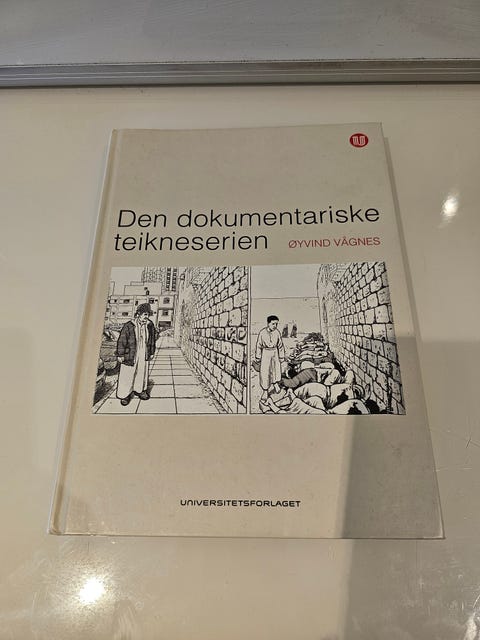 Den dokumentariske
teikneserien
ØYVIND VÅGNES
UNIVERSITETSFORLAGET